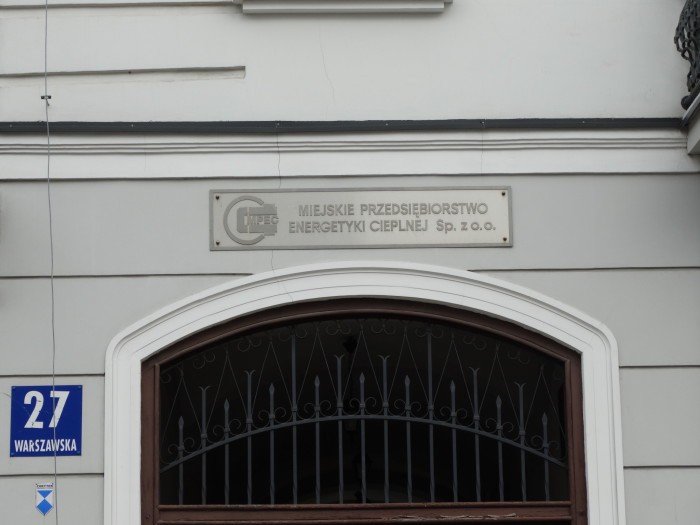 MPEC
MIEJSKIE PRZEDSIĘBIORSTWO
ENERGETYKI CIEPLNEJ Sp. z o.o.
27
WARSZAWSKA